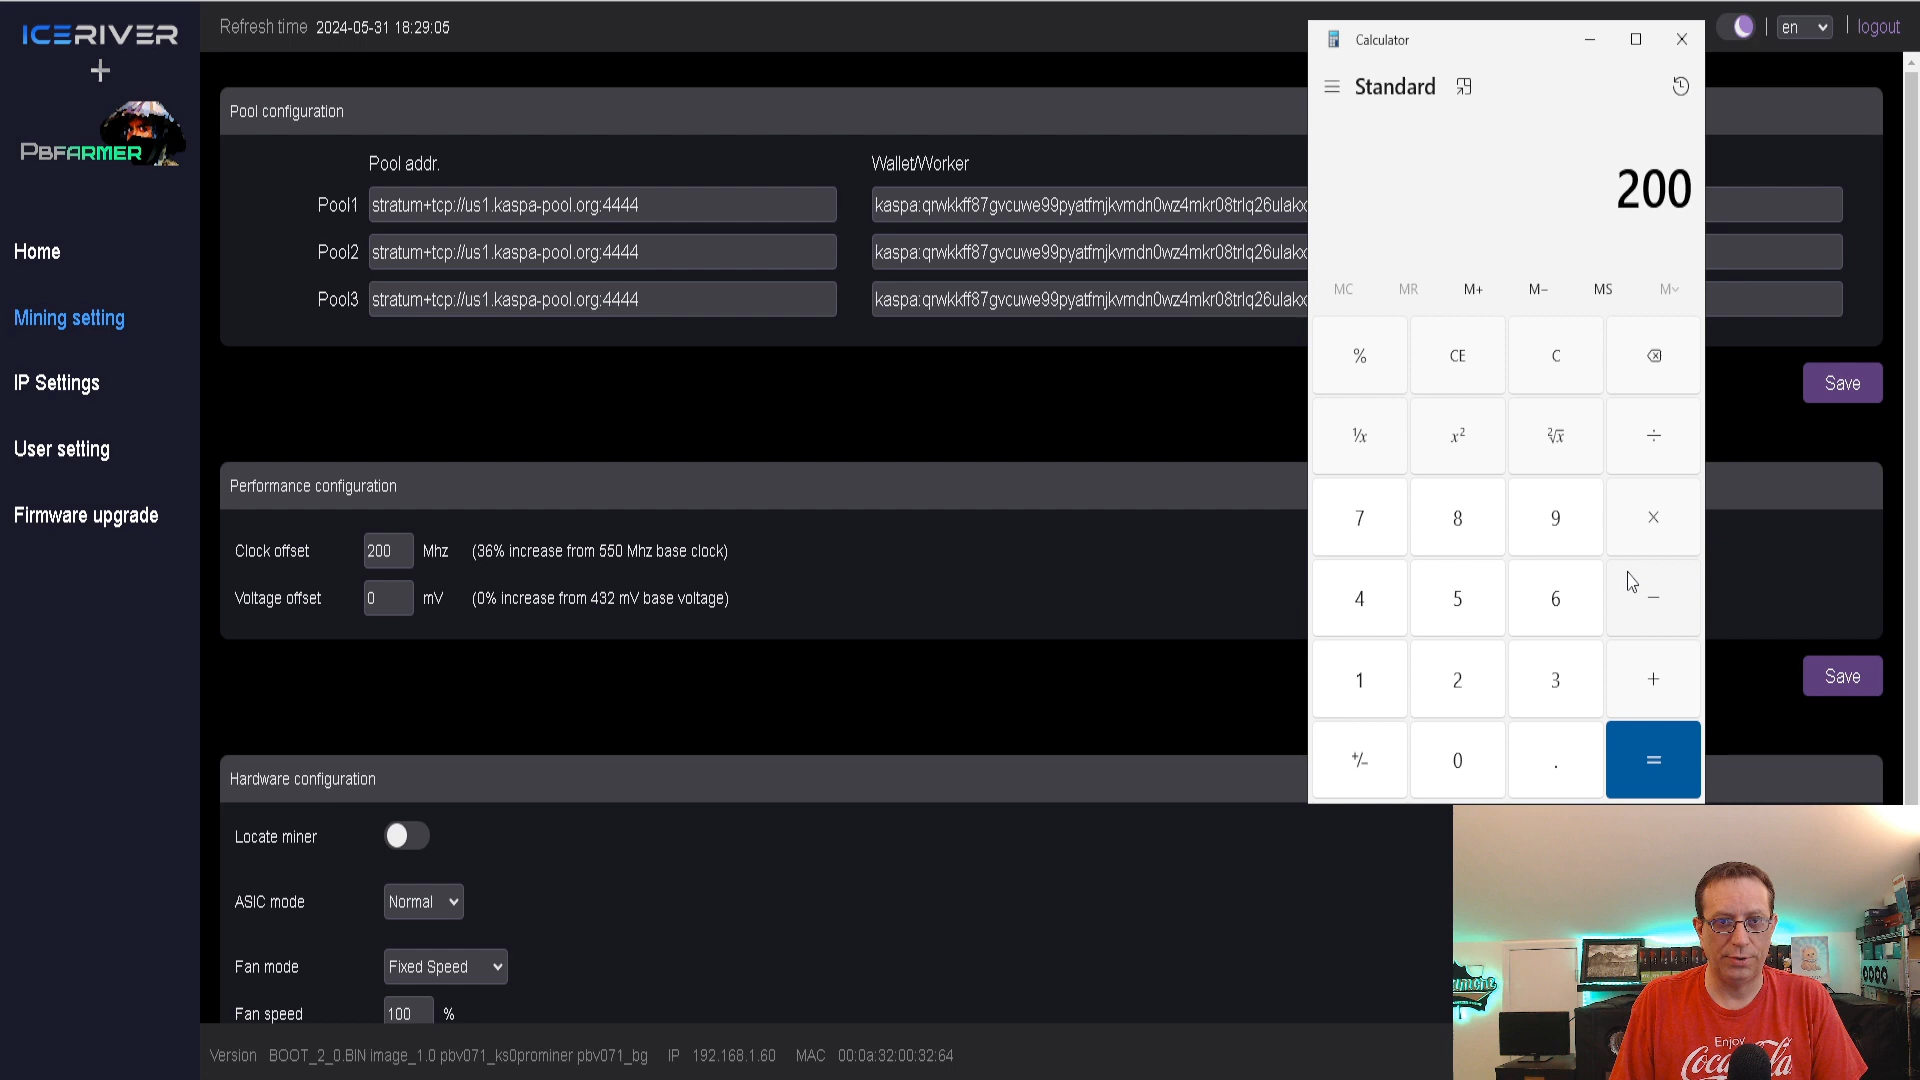 ICERIVER
+
PBFARMER
Home
Mining setting
IP Settings
User setting
Firmware upgrade
Refresh time 2024-05-31 18:29:05
en
logout
Pool configuration
Pool addr. Wallet/Worker
Pool1 stratum+tcp://us1.kaspa-pool.org:4444 kaspa:qrwkkff87gvcuwe99pyatfmjkvmdn0wz4mkr08trlq26ulakx
Pool2 stratum+tcp://us1.kaspa-pool.org:4444 kaspa:qrwkkff87gvcuwe99pyatfmjkvmdn0wz4mkr08trlq26ulakx
Pool3 stratum+tcp://us1.kaspa-pool.org:4444 kaspa:qrwkkff87gvcuwe99pyatfmjkvmdn0wz4mkr08trlq26ulakx
Save
Performance configuration
Clock offset 200 Mhz (36% increase from 550 Mhz base clock)
Voltage offset 0 mV (0% increase from 432 mV base voltage)
Save
Hardware configuration
Locate miner
ASIC mode Normal
Fan mode Fixed Speed
Fan speed 100 %
Version BOOT_2_0.BIN image_1.0 pbv071_ks0prominer pbv071_bg IP 192.168.1.60 MAC 00:0a:32:00:32:64
Calculator
Standard
200
MC MR M+ M− MS M˅
% CE C
¹/x x² ²√x ÷
7 8 9 ×
4 5 6 −
1 2 3 +
+/− 0 . =
Enjoy
Coca-Cola